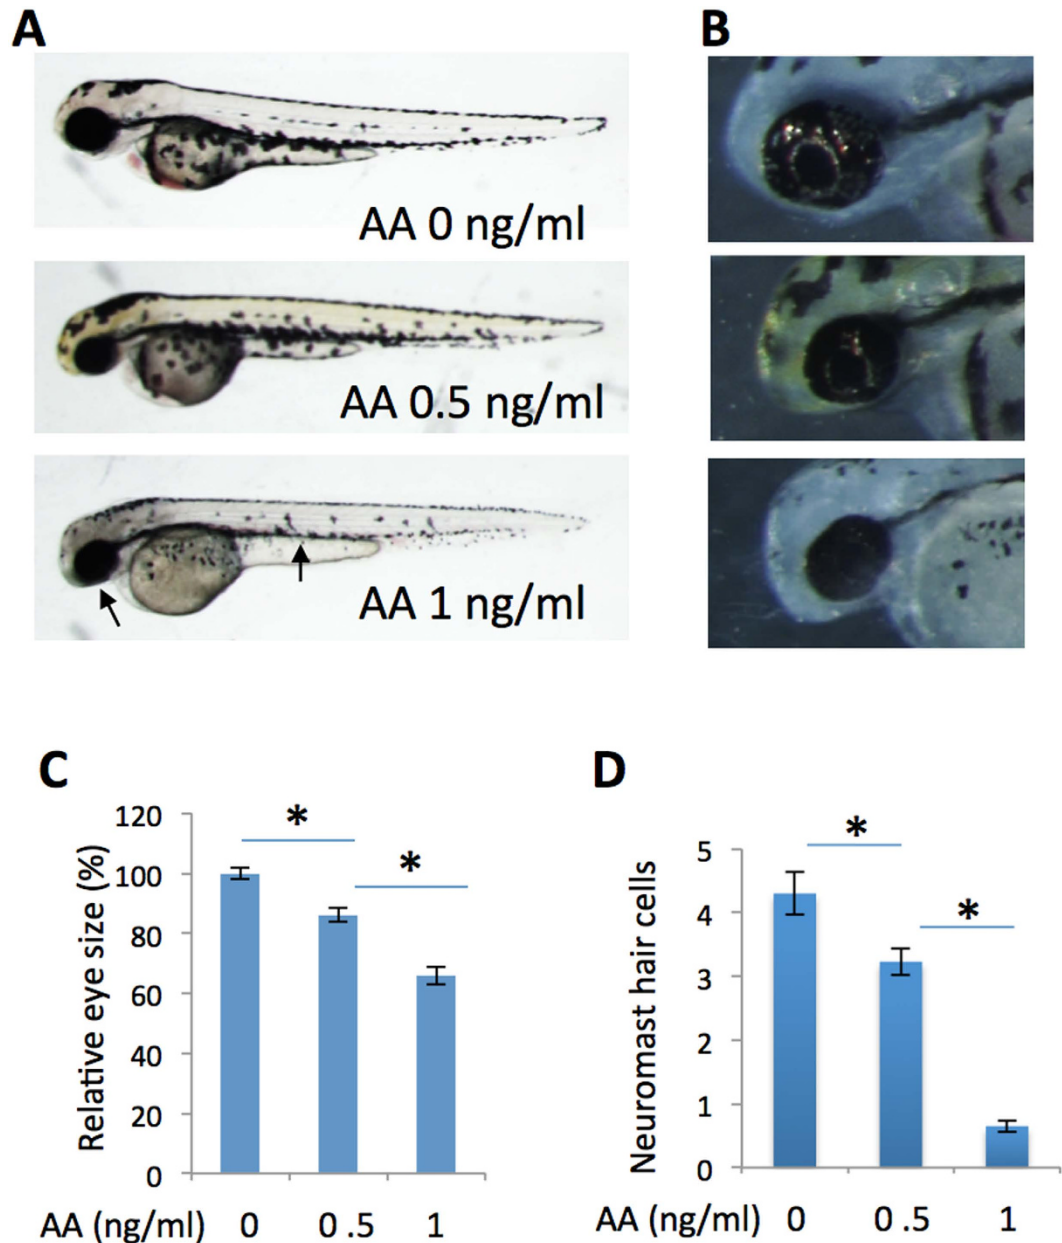 A
B
AA 0 ng/ml
AA 0.5 ng/ml
AA 1 ng/ml
C
D
Relative eye size (%)
120
100
80
60
40
20
0
*
*
AA (ng/ml) 0 0.5 1
Neuromast hair cells
5
4
3
2
1
0
*
*
AA (ng/ml) 0 0 .5 1